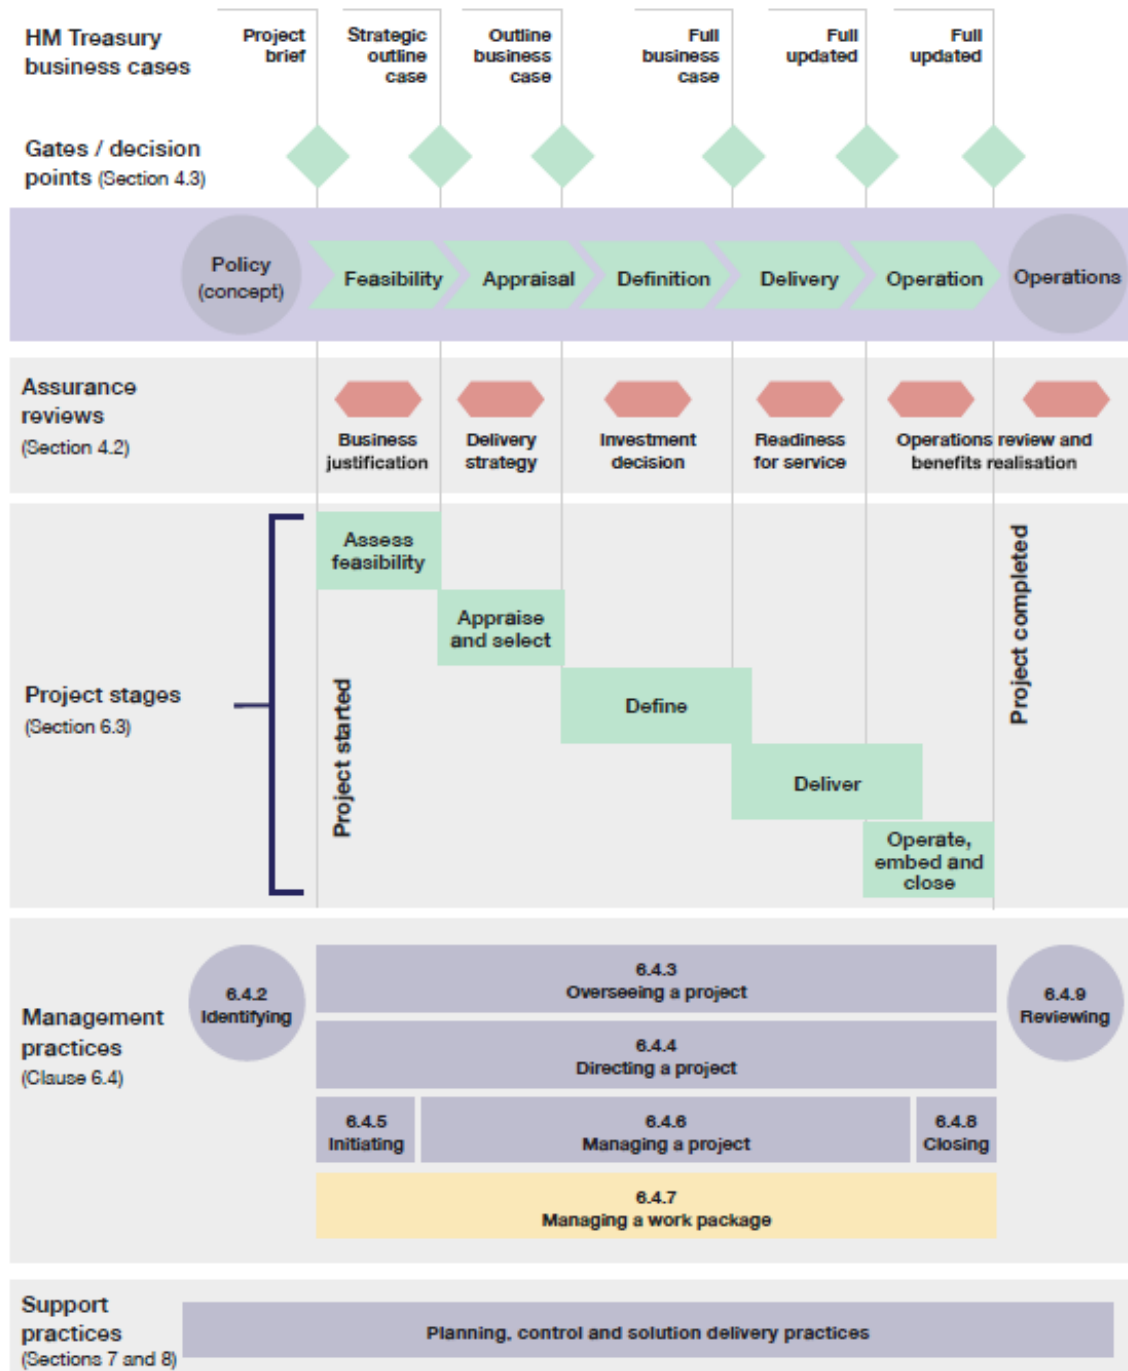 HM Treasury
business cases
Project
brief
Strategic
outline
case
Outline
business
case
Full
business
case
Full
updated
Full
updated
Gates / decision
points (Section 4.3)
Policy
(concept)
Feasibility
Appraisal
Definition
Delivery
Operation
Operations
Assurance
reviews
(Section 4.2)
Business
justification
Delivery
strategy
Investment
decision
Readiness
for service
Operations review and
benefits realisation
Project stages
(Section 6.3)
Project started
Assess
feasibility
Appraise
and select
Define
Deliver
Operate,
embed and
close
Project completed
Management
practices
(Clause 6.4)
6.4.2
Identifying
6.4.3
Overseeing a project
6.4.4
Directing a project
6.4.5
Initiating
6.4.6
Managing a project
6.4.8
Closing
6.4.7
Managing a work package
6.4.9
Reviewing
Support
practices
(Sections 7 and 8)
Planning, control and solution delivery practices